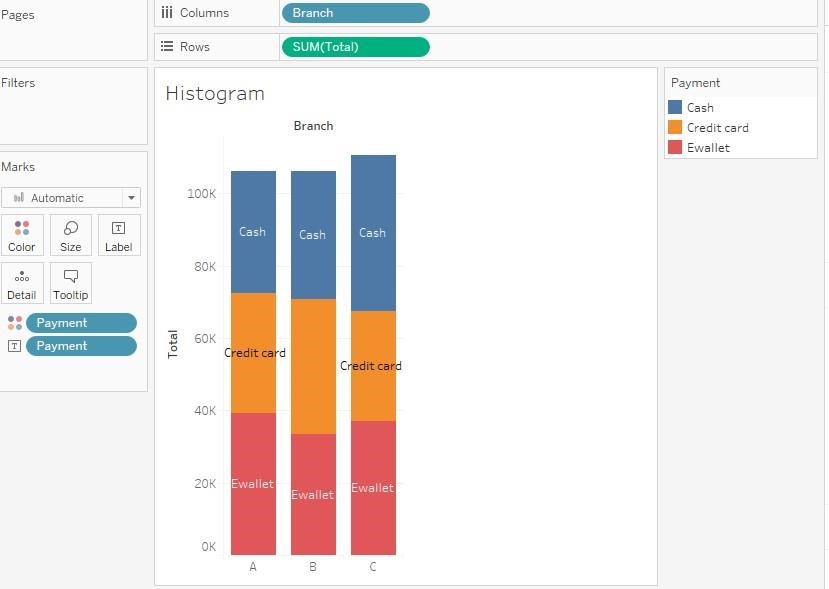 Pages
Columns
Branch
Rows
SUM(Total)
Filters
Marks
Automatic
Color
Size
Label
Detail
Tooltip
Payment
T Payment
Histogram
Branch
Total
100K
80K
60K
40K
20K
0K
Cash
Cash
Cash
Credit card
Credit card
Ewallet
Ewallet
Ewallet
A
B
C
Payment
Cash
Credit card
Ewallet